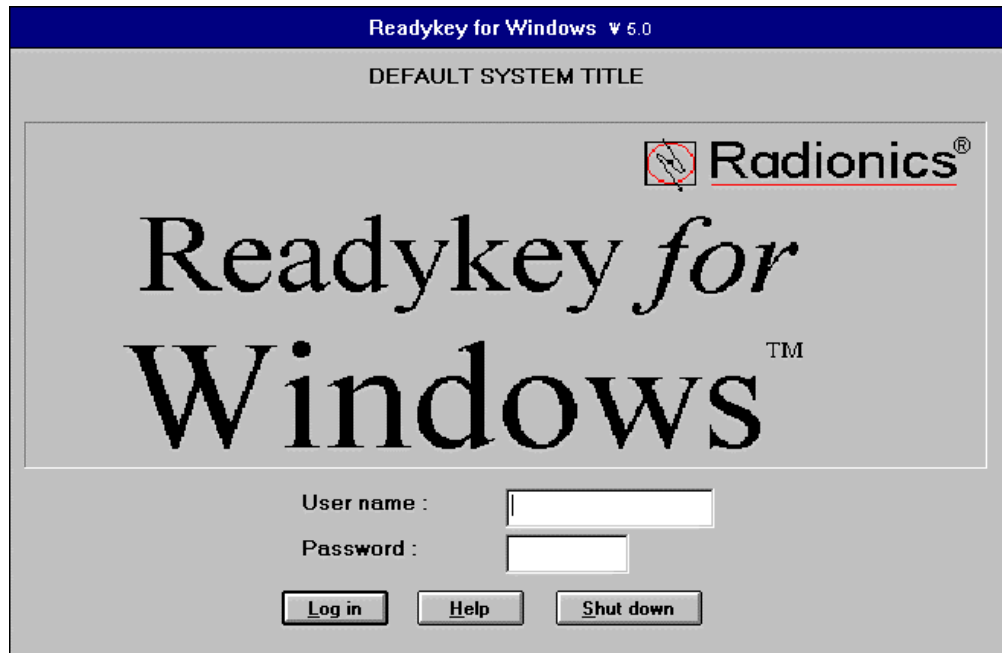 Readykey for Windows ¥ 5.0
DEFAULT SYSTEM TITLE
Radionics®
Readykey for
Windows™
User name :
Password :
Log in Help Shut down